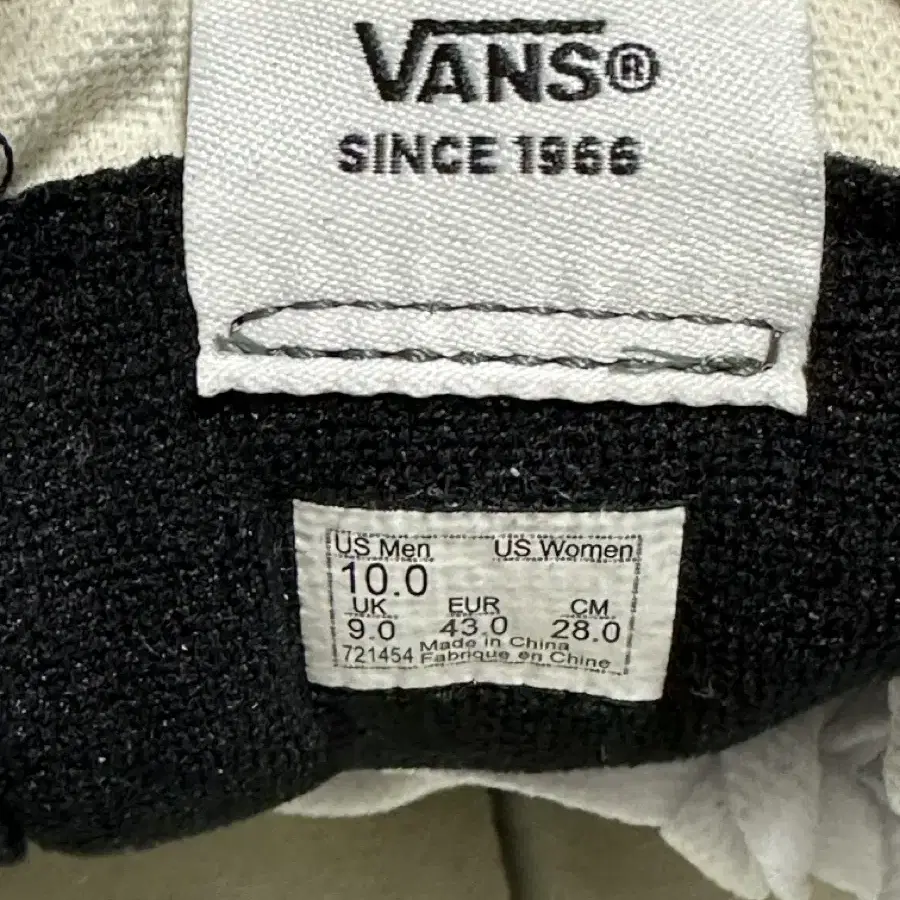 VANS®
SINCE 1966
US Men US Women
10.0
UK EUR CM
9.0 43.0 28.0
721454 Made in China
Fabrique en Chine